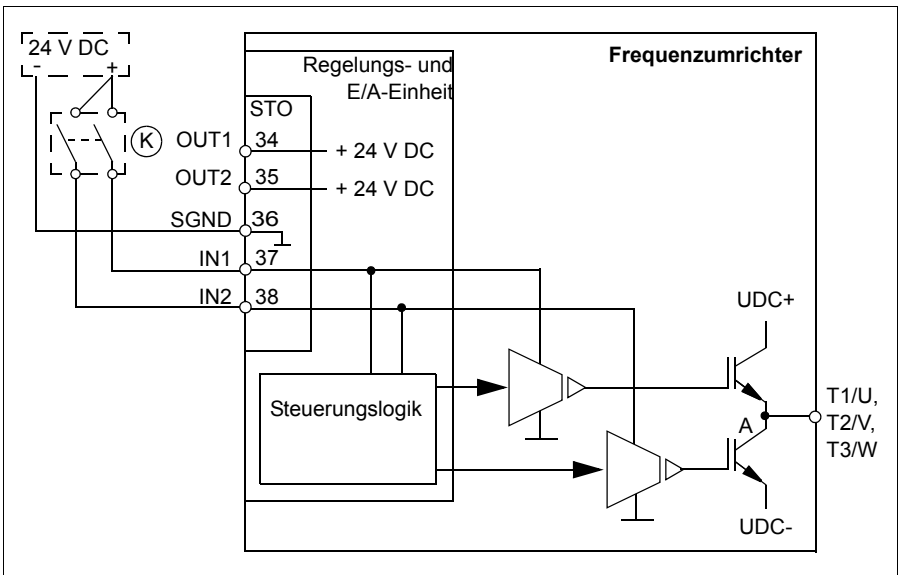 24 V DC
- +
Frequenzumrichter
Regelungs- und
E/A-Einheit
STO
K
OUT1 34 + 24 V DC
OUT2 35 + 24 V DC
SGND 36
IN1 37
IN2 38
UDC+
Steuerungslogik
A
T1/U,
T2/V,
T3/W
UDC-